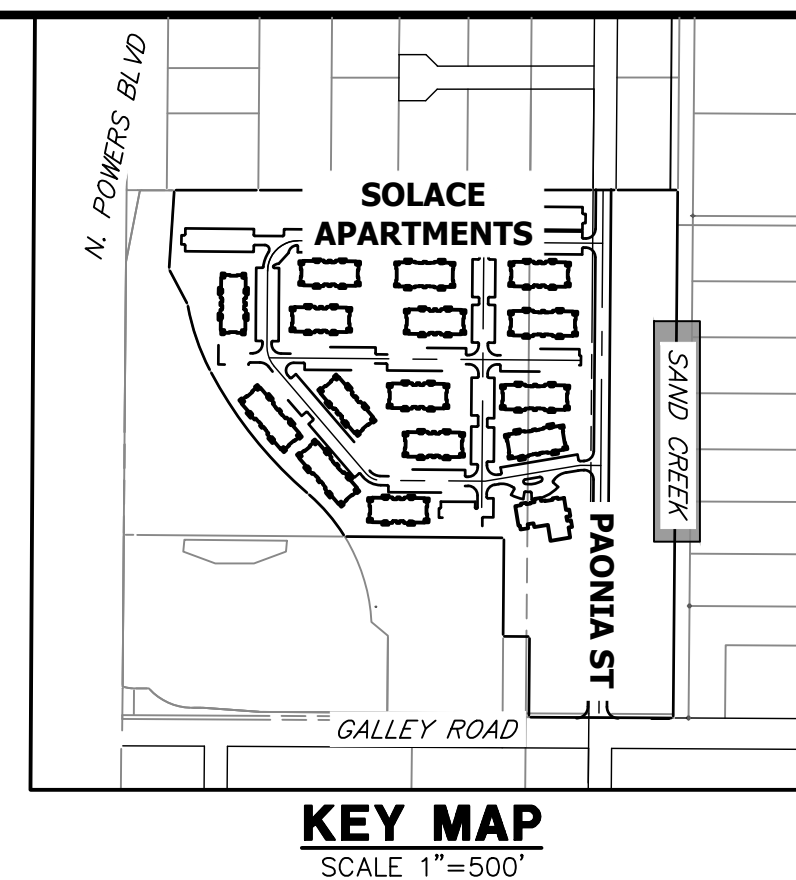 N. POWERS BLVD
SOLACE
APARTMENTS
SAND CREEK
PAONIA ST
GALLEY ROAD
KEY MAP
SCALE 1"=500'